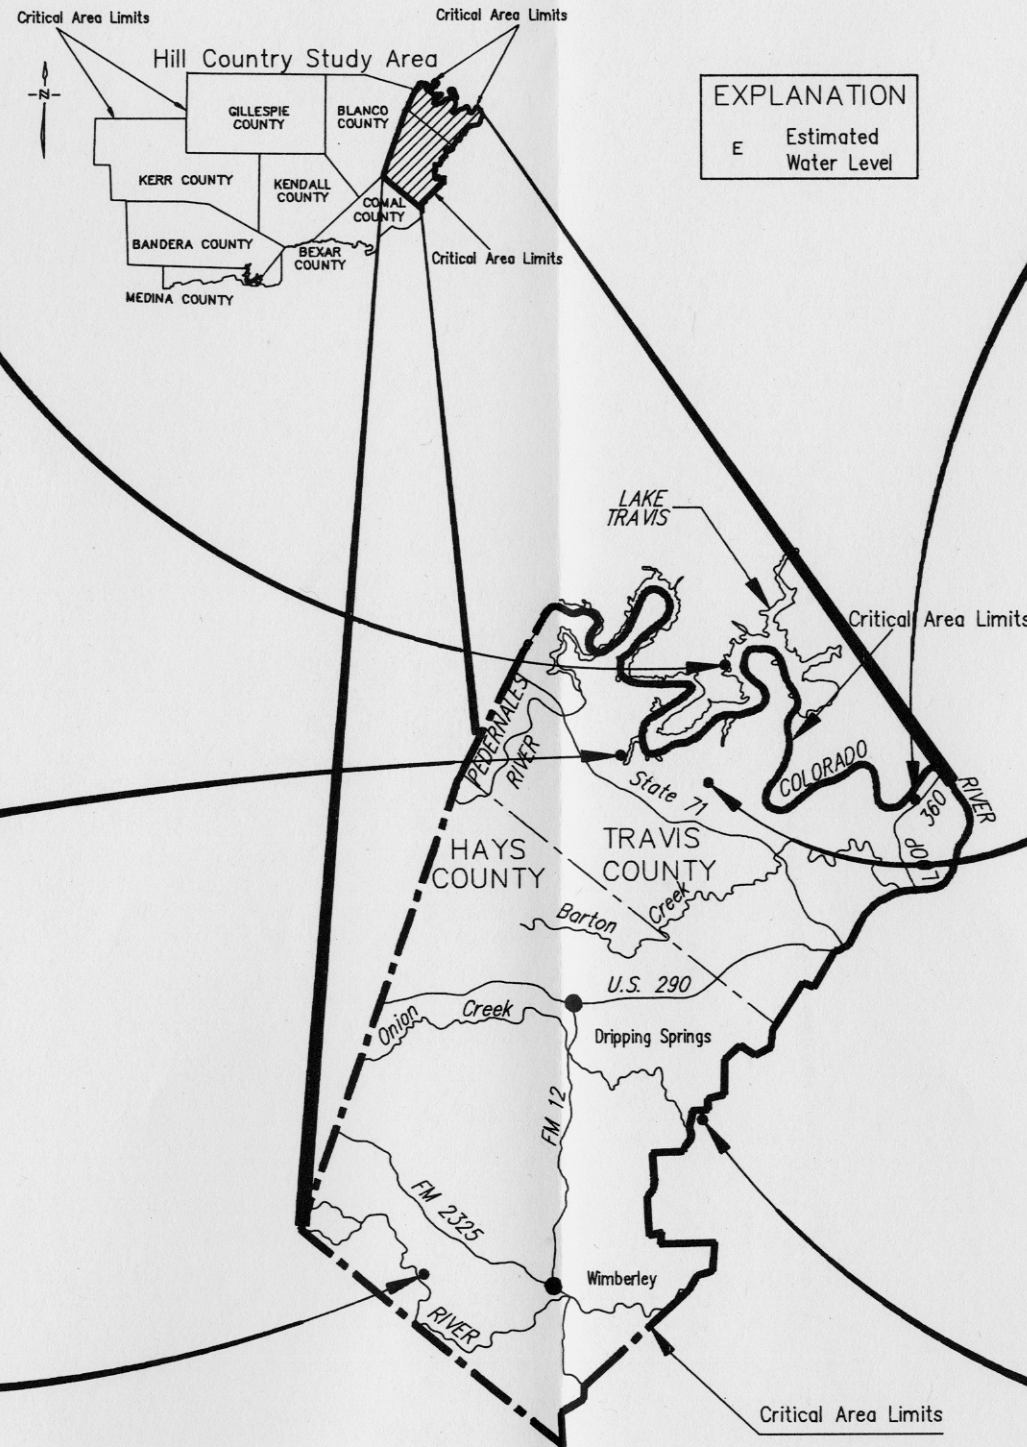 Critical Area Limits
Critical Area Limits
Hill Country Study Area
-N-
GILLESPIE
COUNTY
BLANCO
COUNTY
KERR COUNTY
KENDALL
COUNTY
COMAL
COUNTY
BANDERA COUNTY
BEXAR
COUNTY
MEDINA COUNTY
Critical Area Limits
EXPLANATION
E Estimated
Water Level
LAKE
TRAVIS
Critical Area Limits
PEDERNALES
RIVER
State 71
COLORADO
RIVER
360
LOOP
HAYS
COUNTY
TRAVIS
COUNTY
Barton
Creek
U.S. 290
Onion
Creek
Dripping Springs
FM 12
FM 2325
Wimberley
RIVER
Critical Area Limits